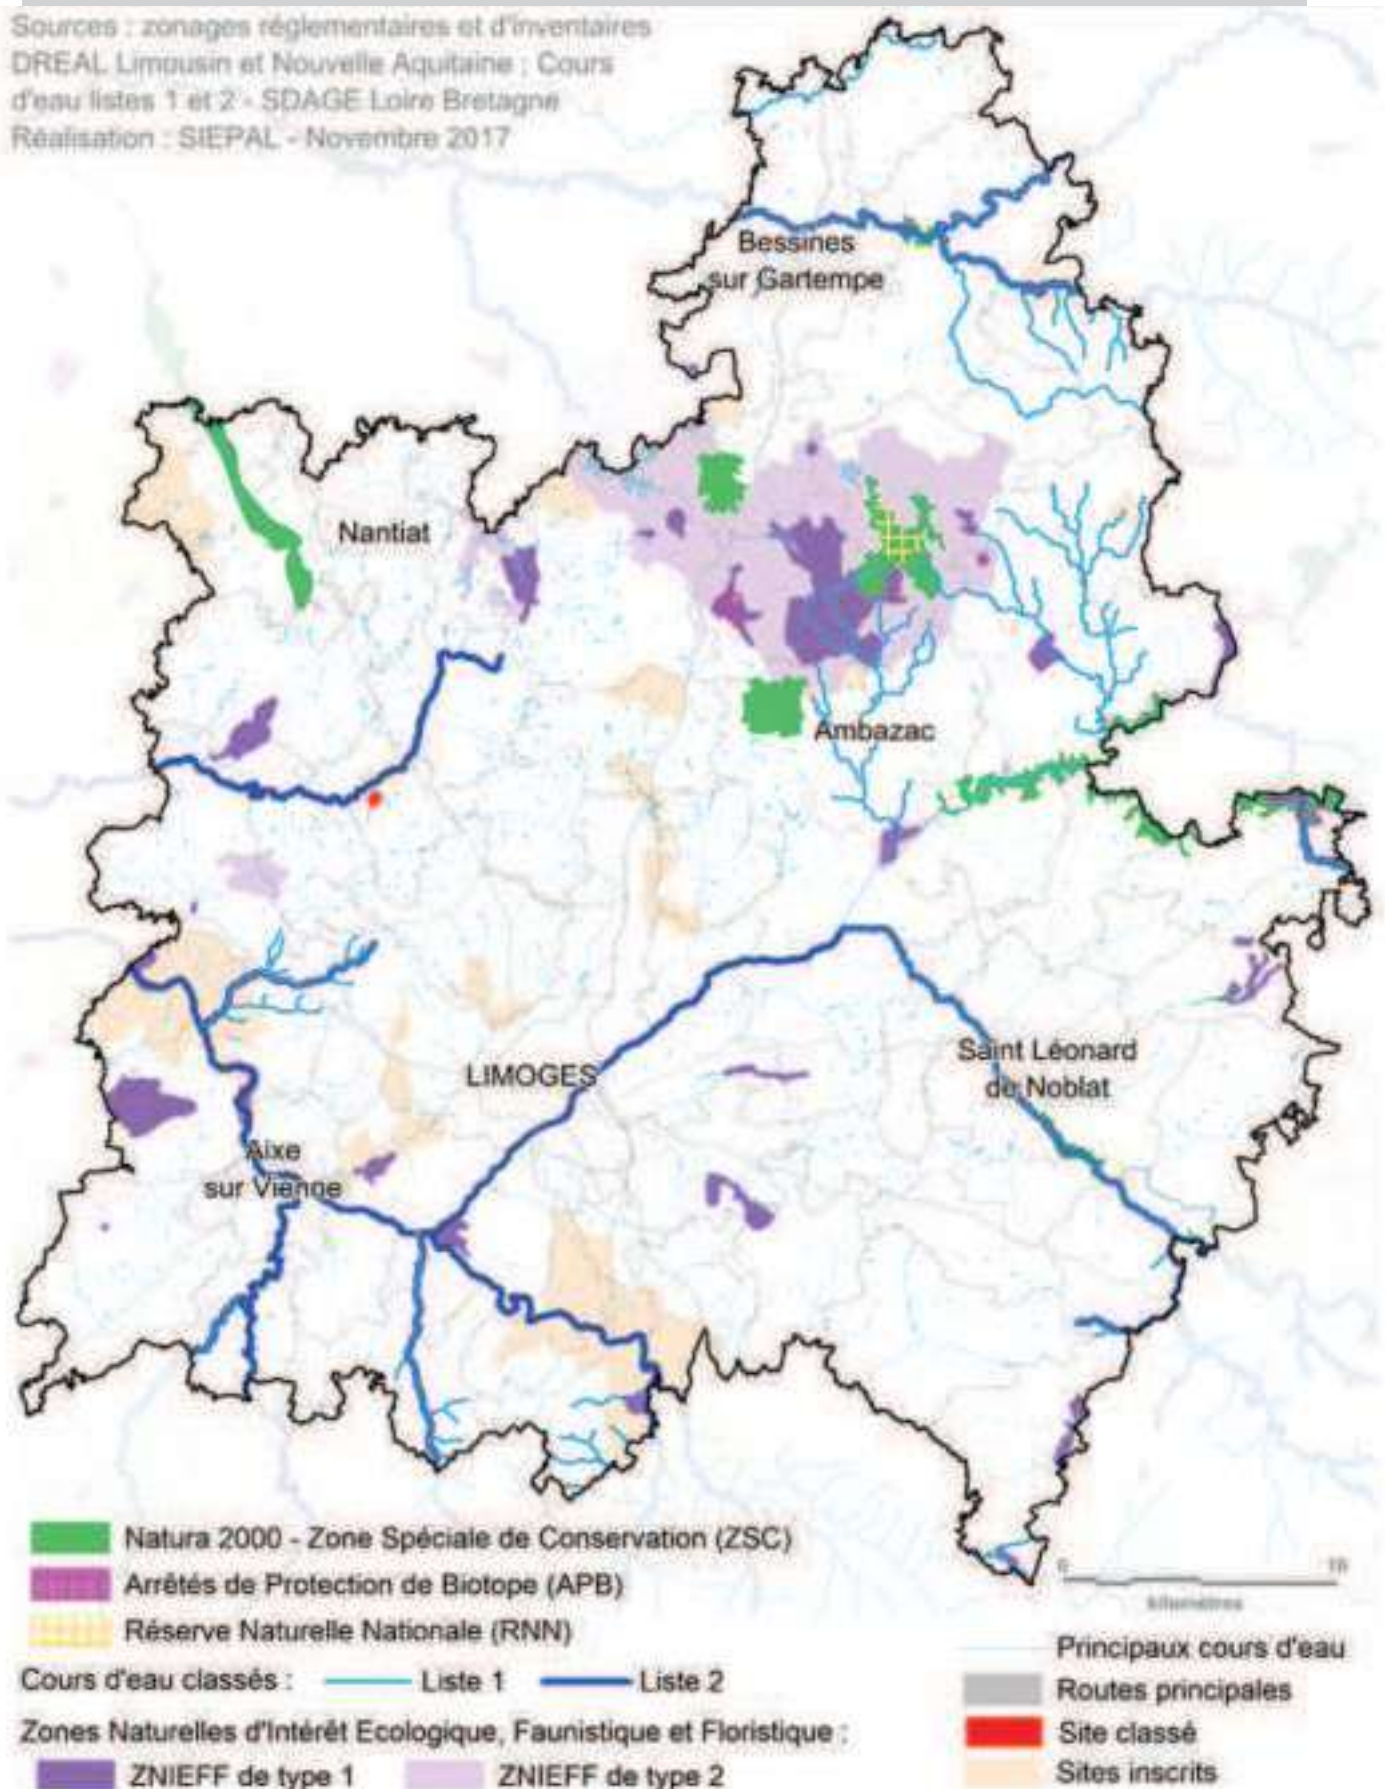 Sources : zonages réglementaires et d'inventaires
DREAL Limousin et Nouvelle Aquitaine ; Cours
d'eau listes 1 et 2 - SDAGE Loire Bretagne
Réalisation : SIEPAL - Novembre 2017
Bessines
sur Gartempe
Nantiat
Ambazac
Saint Léonard
de Noblat
LIMOGES
Aixe
sur Vienne
Natura 2000 - Zone Spéciale de Conservation (ZSC)
Arrêtés de Protection de Biotope (APB)
Réserve Naturelle Nationale (RNN)
Cours d'eau classés : Liste 1 Liste 2
Zones Naturelles d'Intérêt Ecologique, Faunistique et Floristique :
ZNIEFF de type 1 ZNIEFF de type 2
0
kilomètres
Principaux cours d'eau
Routes principales
Site classé
Sites inscrits